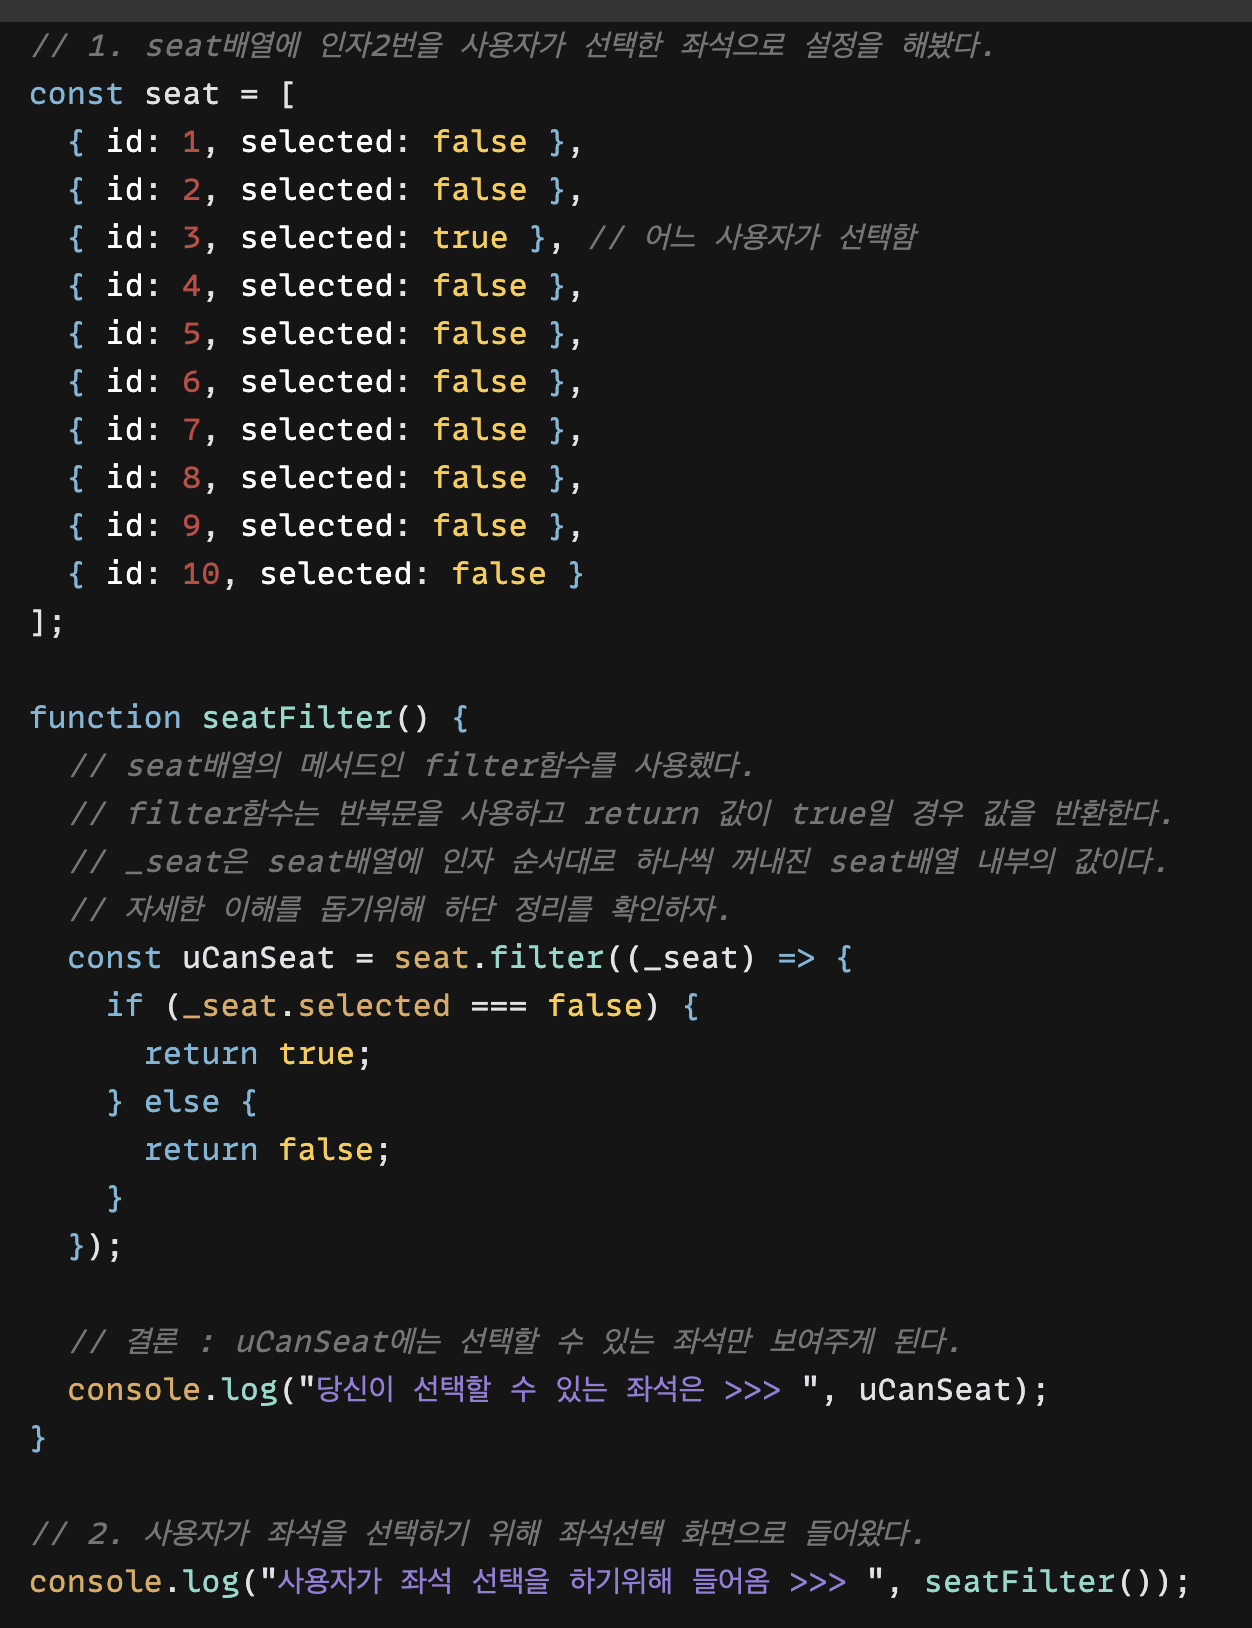 // 1. seat배열에 인자2번을 사용자가 선택한 좌석으로 설정을 해봤다.
const seat = [
  { id: 1, selected: false },
  { id: 2, selected: false },
  { id: 3, selected: true }, // 어느 사용자가 선택함
  { id: 4, selected: false },
  { id: 5, selected: false },
  { id: 6, selected: false },
  { id: 7, selected: false },
  { id: 8, selected: false },
  { id: 9, selected: false },
  { id: 10, selected: false }
];

function seatFilter() {
  // seat배열의 메서드인 filter함수를 사용했다.
  // filter함수는 반복문을 사용하고 return 값이 true일 경우 값을 반환한다.
  // _seat은 seat배열에 인자 순서대로 하나씩 꺼내진 seat배열 내부의 값이다.
  // 자세한 이해를 돕기위해 하단 정리를 확인하자.
  const uCanSeat = seat.filter((_seat) => {
    if (_seat.selected === false) {
      return true;
    } else {
      return false;
    }
  });

  // 결론 : uCanSeat에는 선택할 수 있는 좌석만 보여주게 된다.
  console.log("당신이 선택할 수 있는 좌석은 >>> ", uCanSeat);
}

// 2. 사용자가 좌석을 선택하기 위해 좌석선택 화면으로 들어왔다.
console.log("사용자가 좌석 선택을 하기위해 들어옴 >>> ", seatFilter());